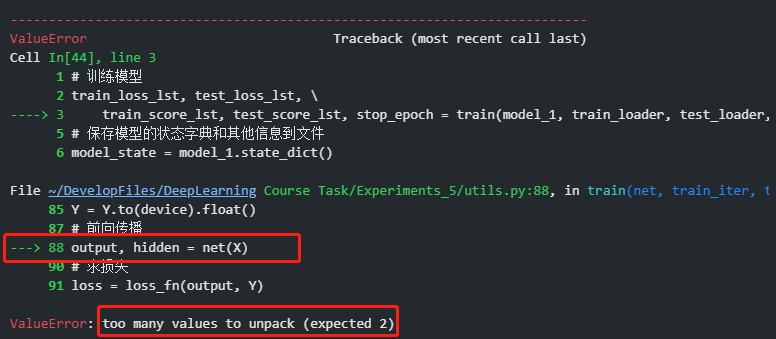 ---------------------------------------------------------------------------
ValueError                                Traceback (most recent call last)
Cell In[44], line 3
      1 # 训练模型
      2 train_loss_lst, test_loss_lst, \
----> 3     train_score_lst, test_score_lst, stop_epoch = train(model_1, train_loader, test_loader,
      5 # 保存模型的状态字典和其他信息到文件
      6 model_state = model_1.state_dict()
File ~/DevelopFiles/DeepLearning Course Task/Experiments_5/utils.py:88, in train(net, train_iter, t
     85 Y = Y.to(device).float()
     87 # 前向传播
---> 88 output, hidden = net(X)
     90 # 求损失
     91 loss = loss_fn(output, Y)
ValueError: too many values to unpack (expected 2)